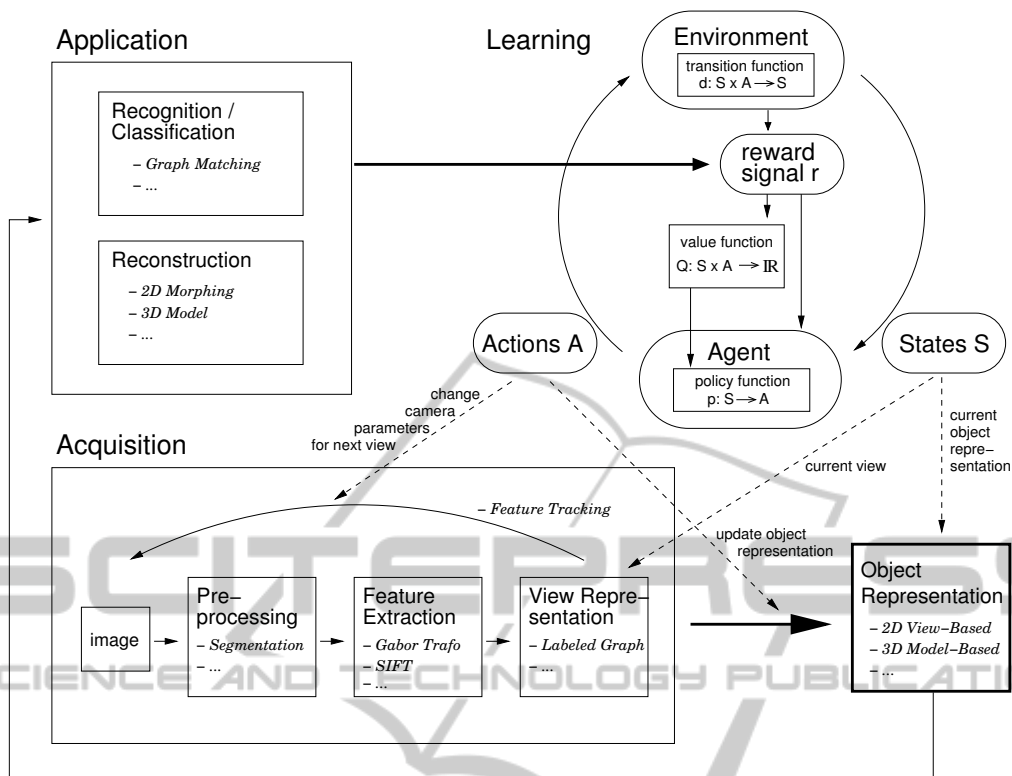 Application
Recognition /
Classification
– Graph Matching
– ...
Reconstruction
– 2D Morphing
– 3D Model
– ...
Learning
Environment
transition function
d: S x A → S
reward
signal r
value function
Q: S x A → ℝ
Agent
policy function
p: S → A
Actions A
States S
change
camera
parameters
for next view
current view
current
object
repre–
sentation
update object
representation
Acquisition
– Feature Tracking
image
Pre–
processing
– Segmentation
– ...
Feature
Extraction
– Gabor Trafo
– SIFT
– ...
View Repre–
sentation
– Labeled Graph
– ...
Object
Representation
– 2D View–Based
– 3D Model–Based
– ...
SCITEPRESS
SCIENCE AND TECHNOLOGY PUBLICATI